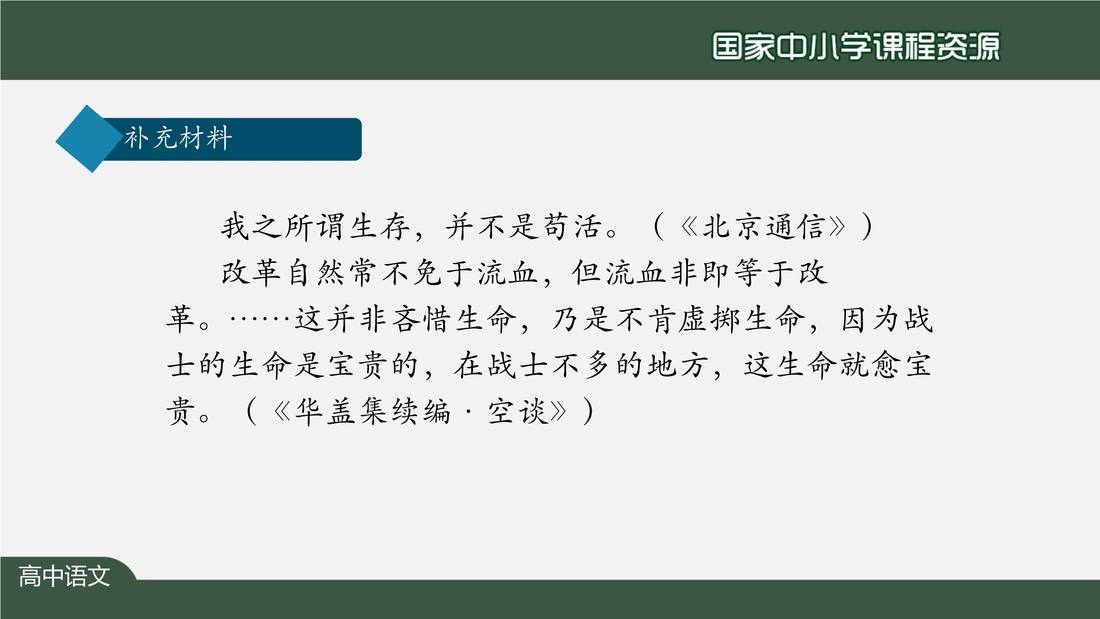 国家中小学课程资源
补充材料
我之所谓生存，并不是苟活。（《北京通信》）
改革自然常不免于流血，但流血非即等于改
革。……这并非吝惜生命，乃是不肯虚掷生命，因为战
士的生命是宝贵的，在战士不多的地方，这生命就愈宝
贵。（《华盖集续编·空谈》）
高中语文